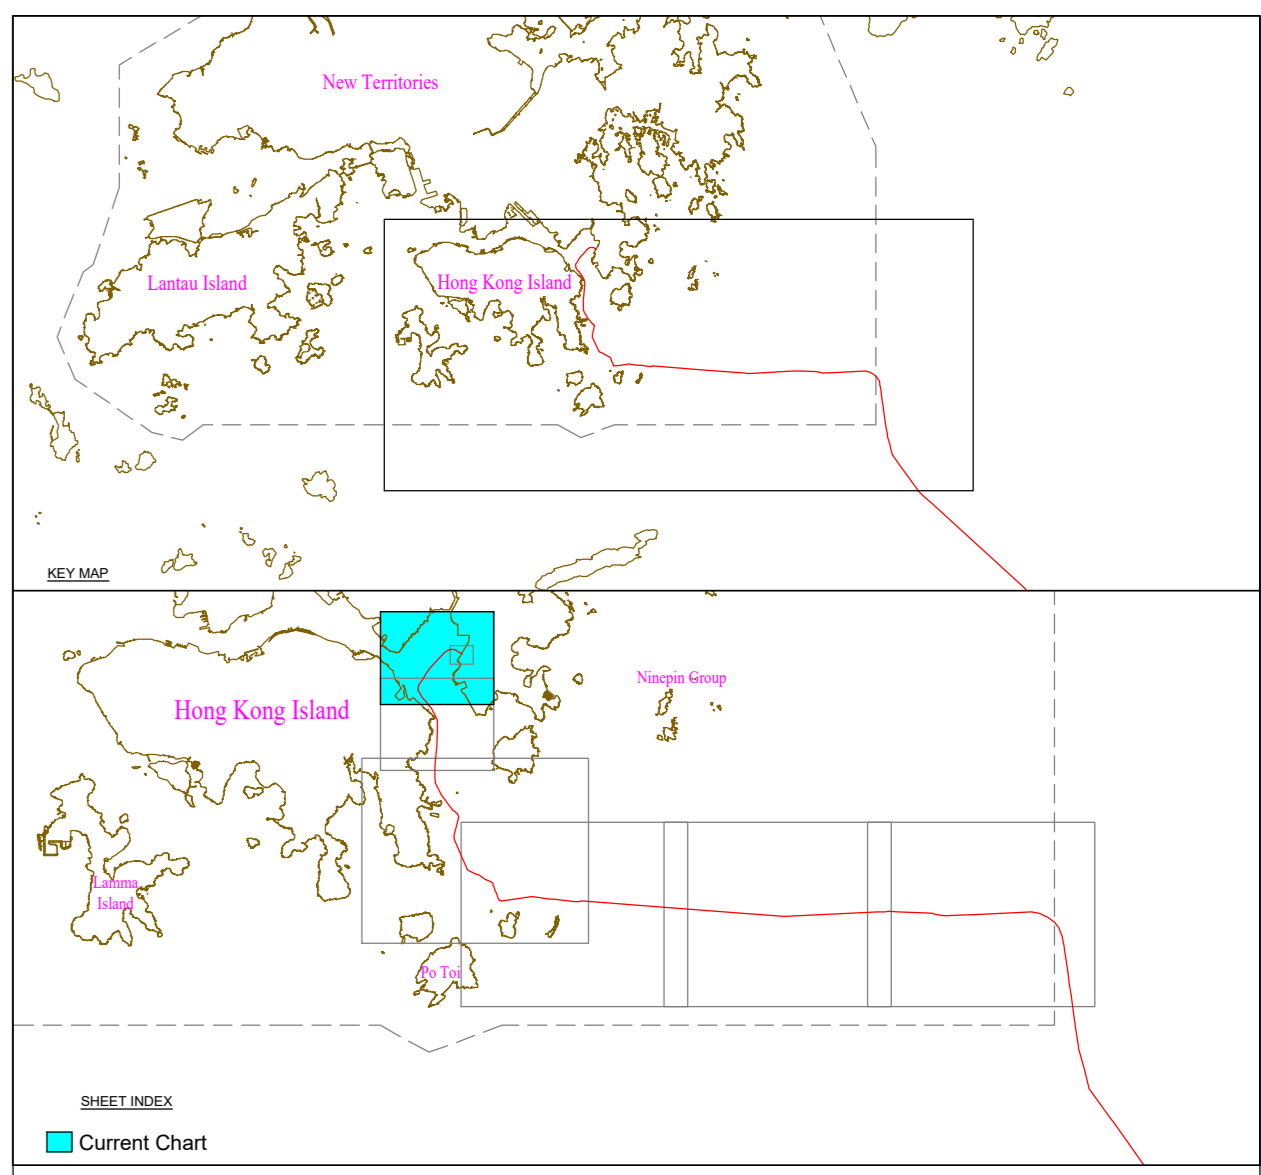 New Territories
Lantau Island
Hong Kong Island
KEY MAP
Ninepin Group
Hong Kong Island
Lamma
Island
Po Toi
SHEET INDEX
Current Chart